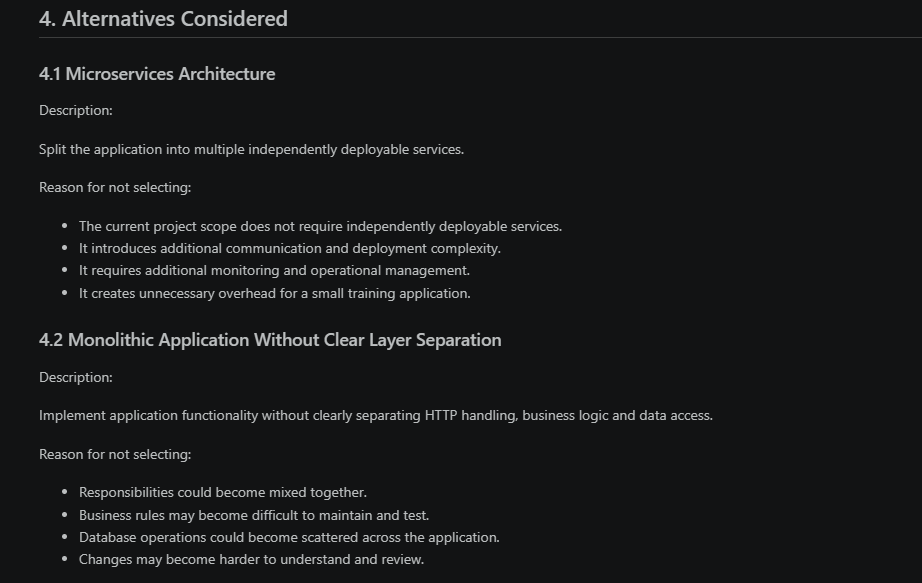 4. Alternatives Considered
4.1 Microservices Architecture
Description:
Split the application into multiple independently deployable services.
Reason for not selecting:
• The current project scope does not require independently deployable services.
• It introduces additional communication and deployment complexity.
• It requires additional monitoring and operational management.
• It creates unnecessary overhead for a small training application.
4.2 Monolithic Application Without Clear Layer Separation
Description:
Implement application functionality without clearly separating HTTP handling, business logic and data access.
Reason for not selecting:
• Responsibilities could become mixed together.
• Business rules may become difficult to maintain and test.
• Database operations could become scattered across the application.
• Changes may become harder to understand and review.